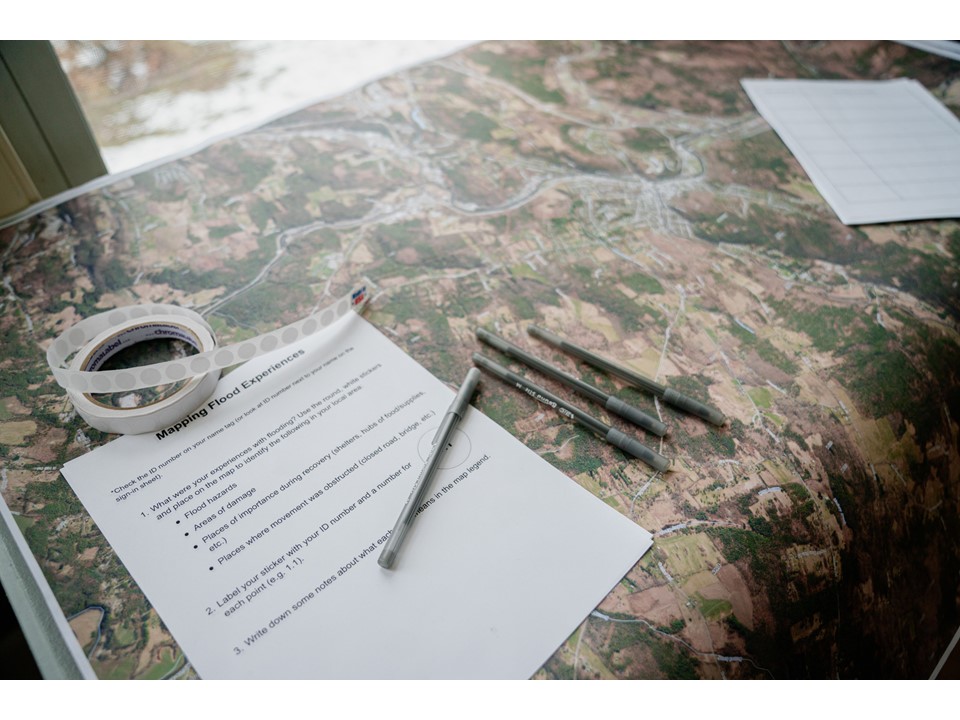 Mapping Flood Experiences
*Check the ID number on your name tag (or look at ID number next to your name on the
sign-in sheet).
1. What were your experiences with flooding? Use the round, white stickers
and place on the map to identify the following in your local area
• Flood hazards
• Areas of damage
• Places of importance during recovery (shelters, hubs of food/supplies,
etc.)
• Places where movement was obstructed (closed road, bridge, etc.)
2. Label your sticker with your ID number and a number for
each point (e.g. 1.1).
3. Write down some notes about what each means in the map legend.